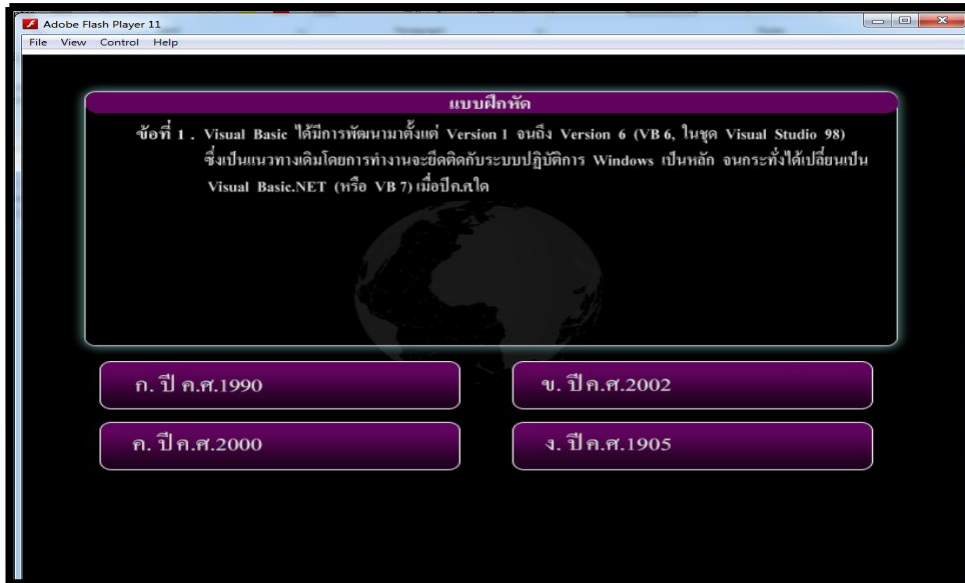 Adobe Flash Player 11
File View Control Help
แบบฝึกหัด
ข้อที่ 1 . Visual Basic ได้มีการพัฒนามาตั้งแต่ Version 1 จนถึง Version 6 (VB 6, ในชุด Visual Studio 98)
ซึ่งเป็นแนวทางเดิมโดยการทำงานจะยึดติดกับระบบปฏิบัติการ Windows เป็นหลัก จนกระทั่งได้เปลี่ยนเป็น
Visual Basic.NET (หรือ VB 7) เมื่อปีค.ศ.ใด
ก. ปี ค.ศ.1990
ข. ปี ค.ศ.2002
ค. ปี ค.ศ.2000
ง. ปี ค.ศ.1905